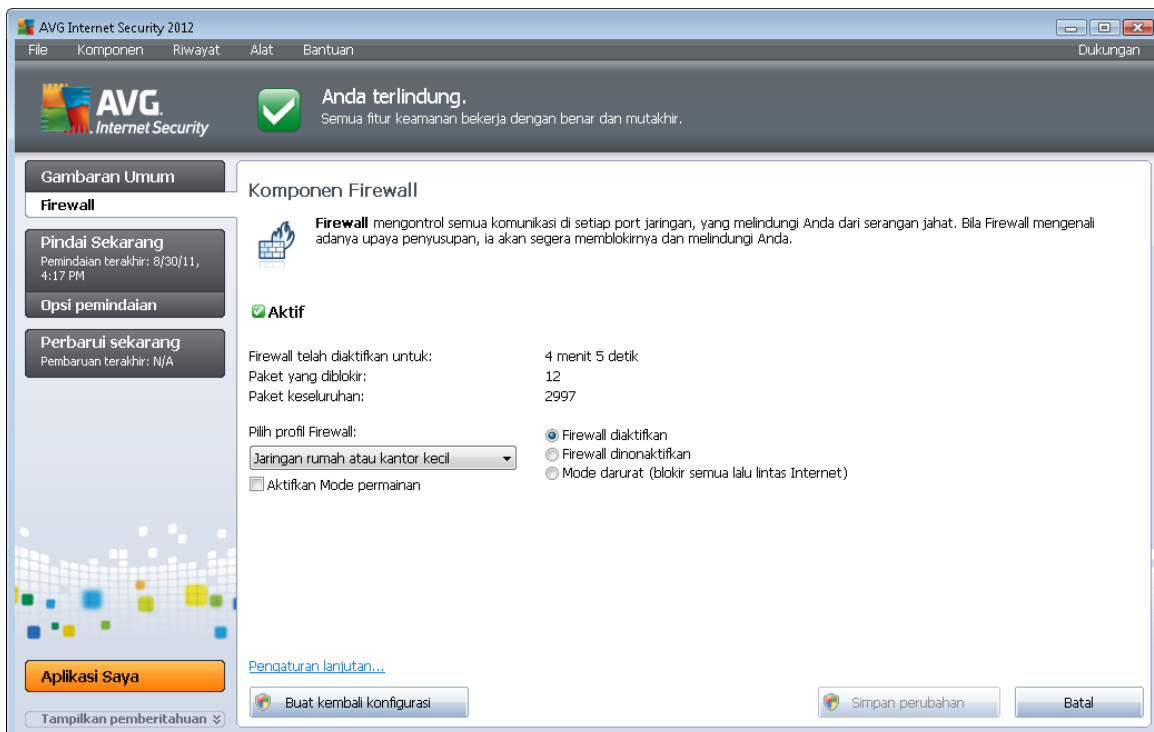 AVG Internet Security 2012
File Komponen Riwayat Alat Bantuan Dukungan
AVG.
Internet Security
Anda terlindung.
Semua fitur keamanan bekerja dengan benar dan mutakhir.
Gambaran Umum
Firewall
Pindai Sekarang
Pemindaian terakhir: 8/30/11,
4:17 PM
Opsi pemindaian
Perbarui sekarang
Pembaruan terakhir: N/A
Aplikasi Saya
Tampilkan pemberitahuan
Komponen Firewall
Firewall mengontrol semua komunikasi di setiap port jaringan, yang melindungi Anda dari serangan jahat. Bila Firewall mengenali
adanya upaya penyusupan, ia akan segera memblokirnya dan melindungi Anda.
Aktif
Firewall telah diaktifkan untuk: 4 menit 5 detik
Paket yang diblokir: 12
Paket keseluruhan: 2997
Pilih profil Firewall:
Jaringan rumah atau kantor kecil
Aktifkan Mode permainan
Firewall diaktifkan
Firewall dinonaktifkan
Mode darurat (blokir semua lalu lintas Internet)
Pengaturan lanjutan...
Buat kembali konfigurasi
Simpan perubahan
Batal